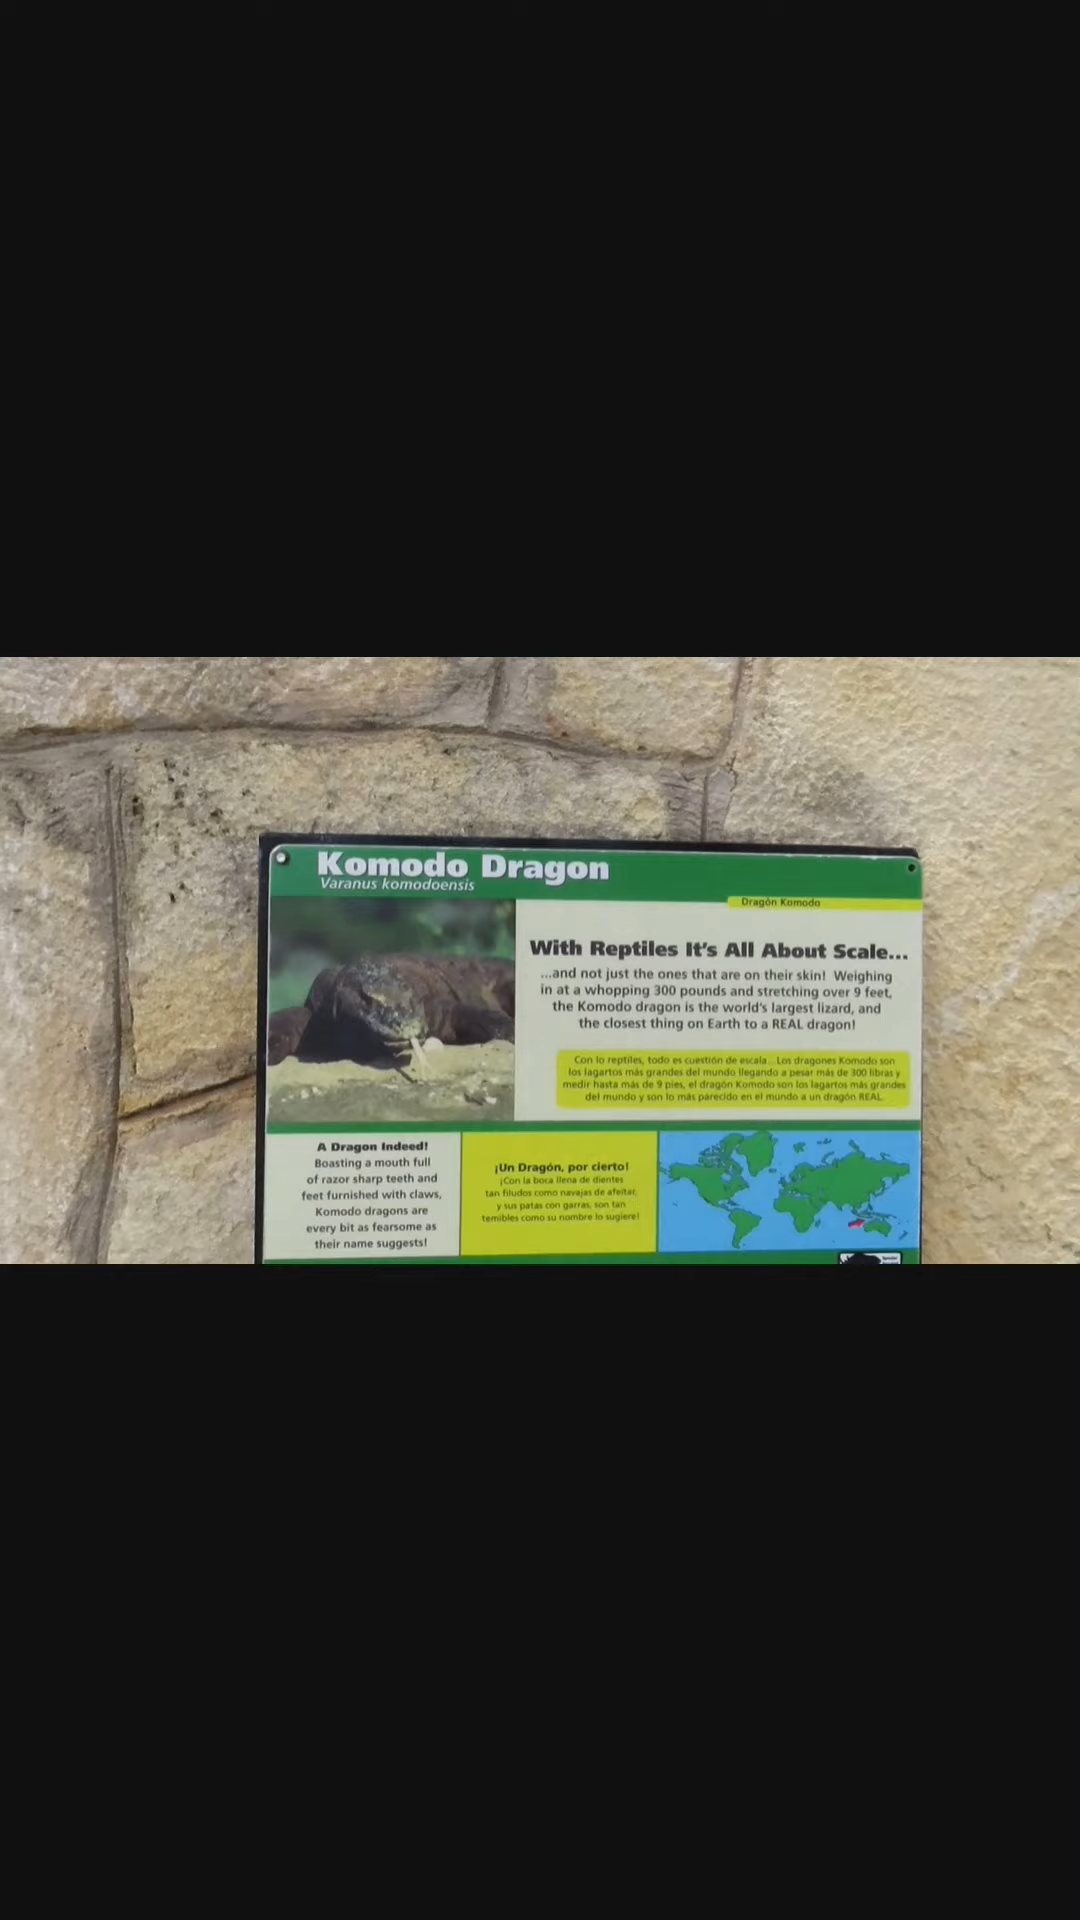 Komodo Dragon
Varanus komodoensis
Dragón Komodo
With Reptiles It's All About Scale...
...and not just the ones that are on their skin! Weighing
in at a whopping 300 pounds and stretching over 9 feet,
the Komodo dragon is the world's largest lizard, and
the closest thing on Earth to a REAL dragon!
Con lo reptiles, todo es cuestión de escala... Los dragones Komodo son
los lagartos más grandes del mundo llegando a pesar más de 300 libras y
medir hasta más de 9 pies, el dragón Komodo son los lagartos más grandes
del mundo y son lo más parecido en el mundo a un dragón REAL.
A Dragon Indeed!
Boasting a mouth full
of razor sharp teeth and
feet furnished with claws,
Komodo dragons are
every bit as fearsome as
their name suggests!
¡Un Dragón, por cierto!
¡Con la boca llena de dientes
tan filudos como navajas de afeitar,
y sus patas con garras, son tan
temibles como su nombre lo sugiere!